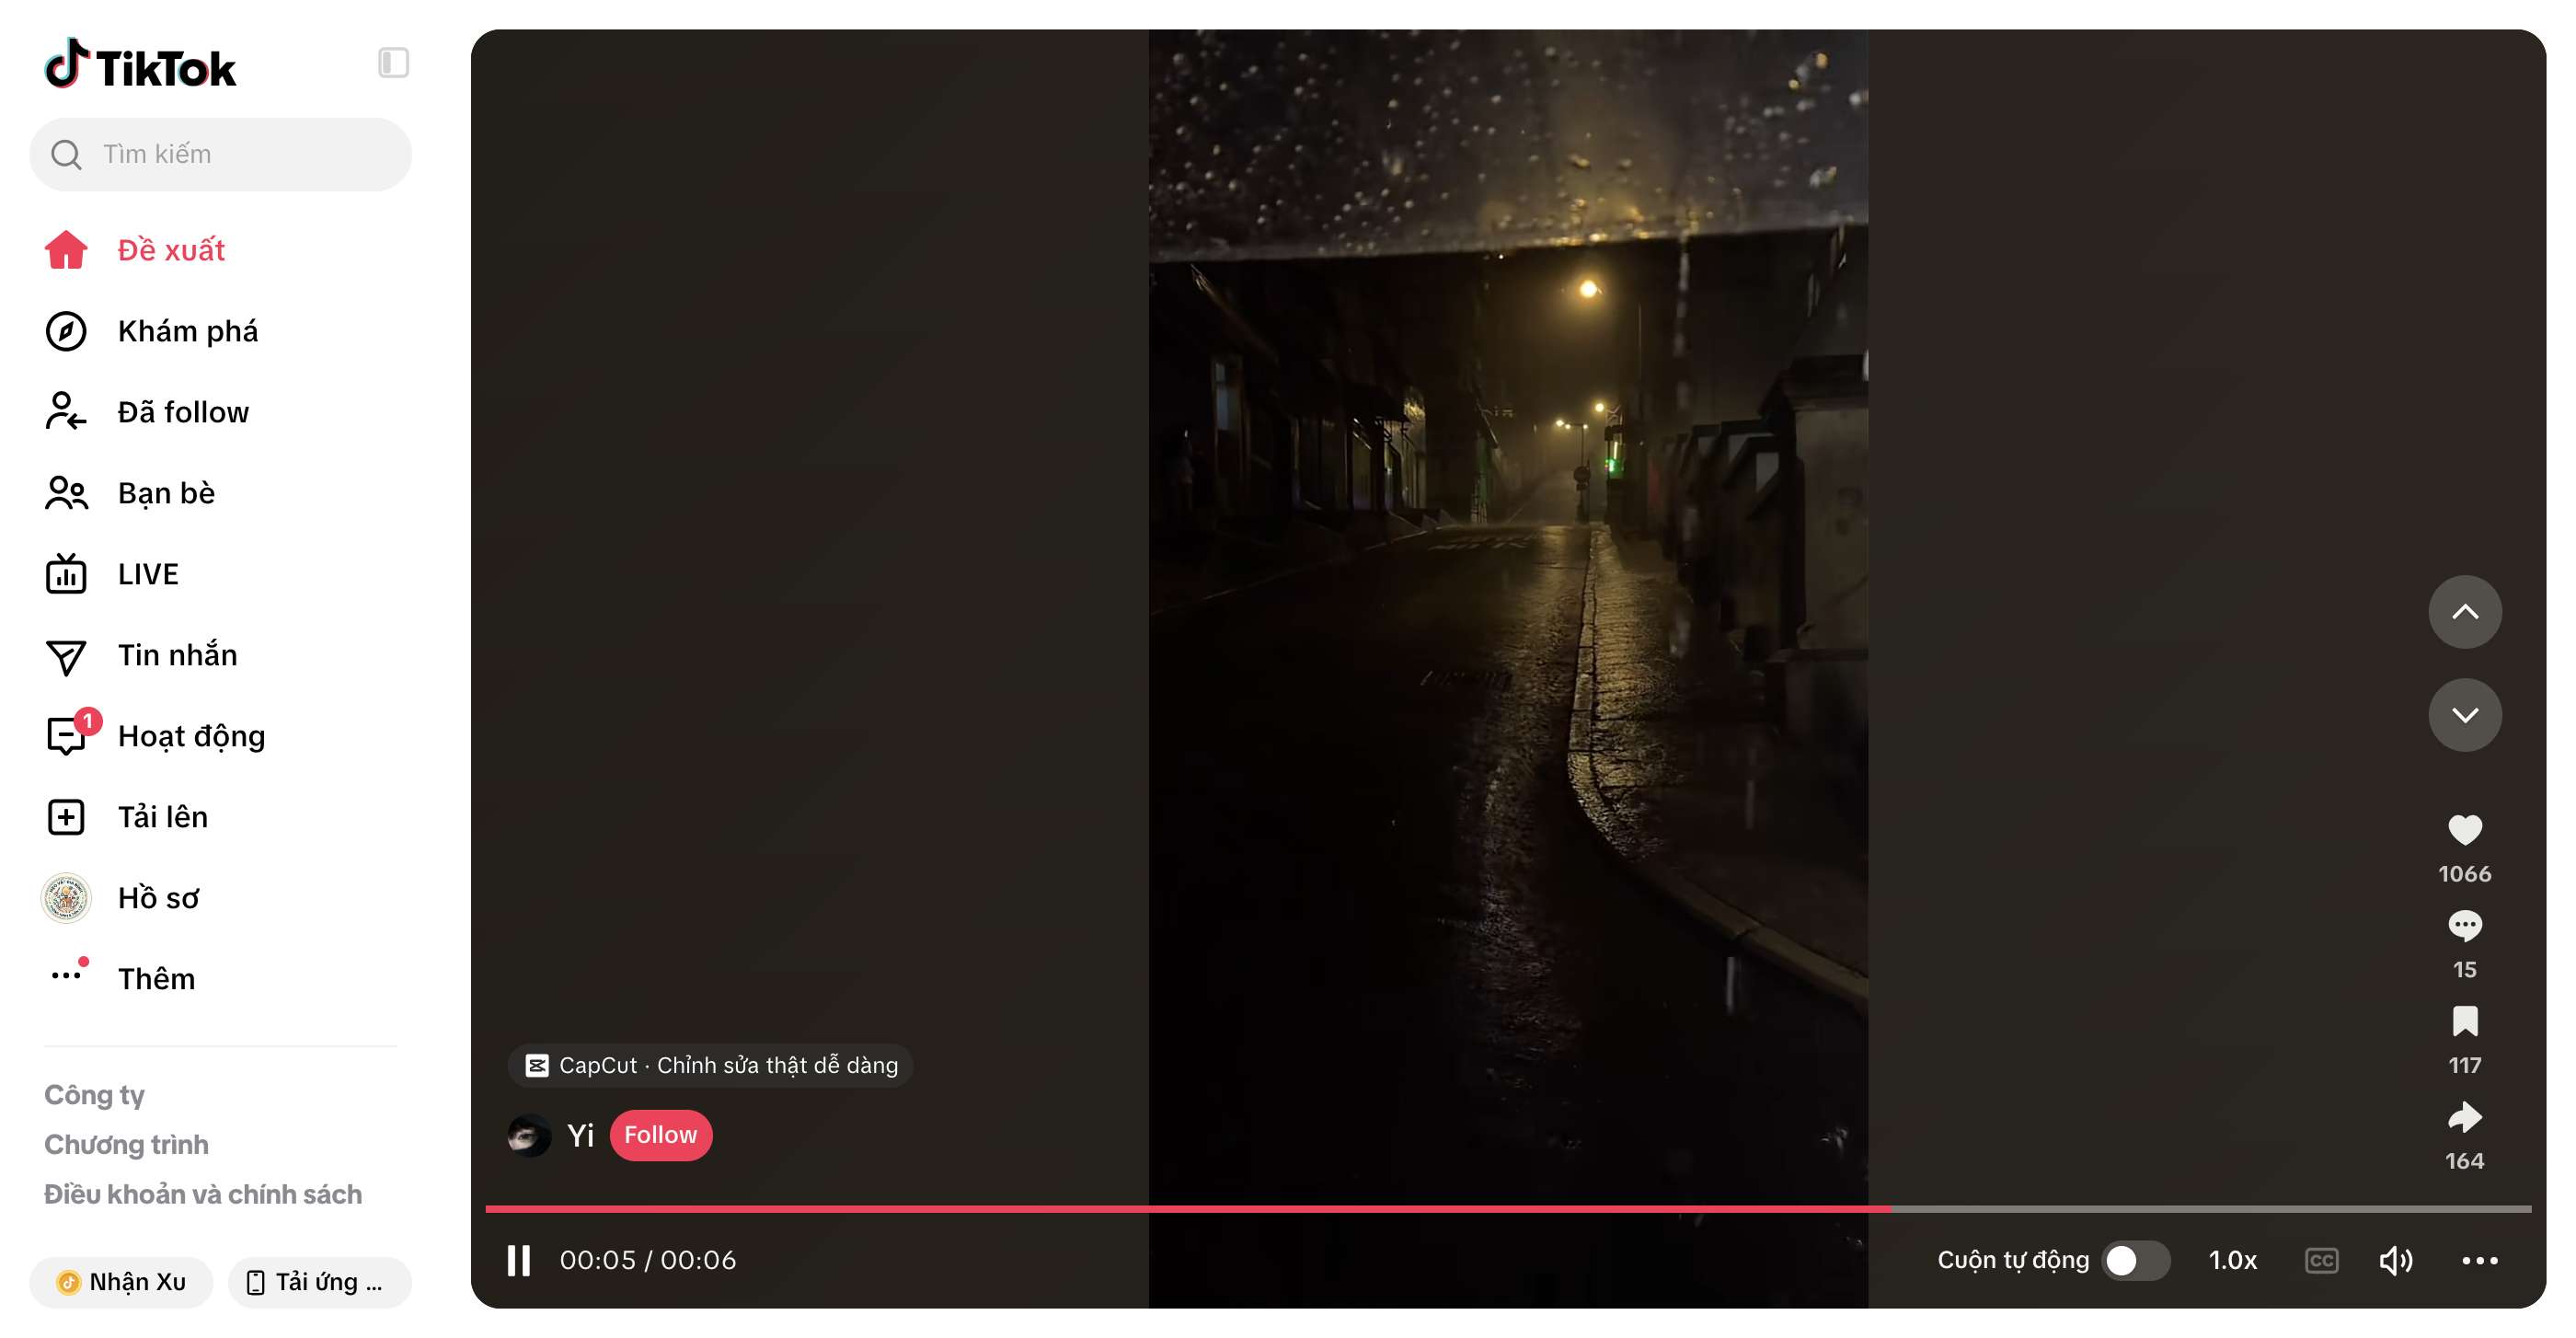 TikTok
Tìm kiếm
Đề xuất
Khám phá
Đã follow
Bạn bè
LIVE
Tin nhắn
1
Hoạt động
Tải lên
Hồ sơ
Thêm
Công ty
Chương trình
Điều khoản và chính sách
Nhận Xu
Tải ứng ...
CapCut · Chỉnh sửa thật dễ dàng
Yi
Follow
00:05 / 00:06
1066
15
117
164
Cuộn tự động
1.0x
CC